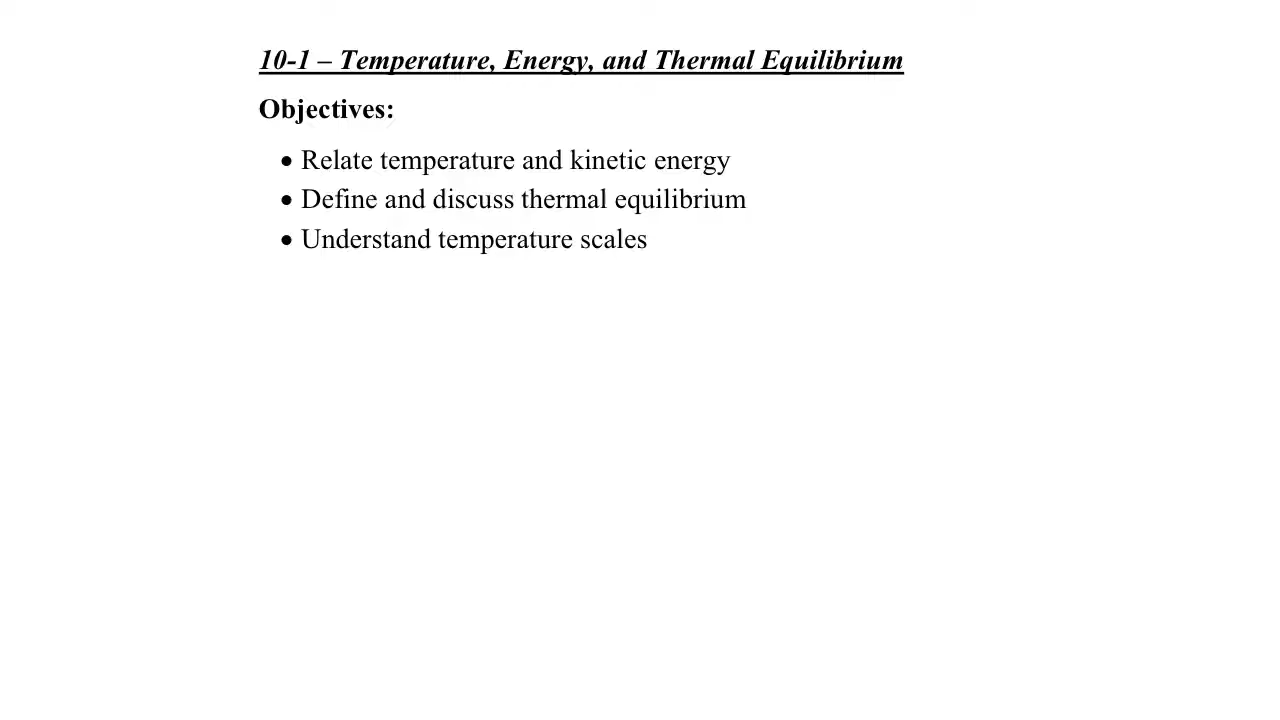 10-1 – Temperature, Energy, and Thermal Equilibrium
Objectives:
• Relate temperature and kinetic energy
• Define and discuss thermal equilibrium
• Understand temperature scales